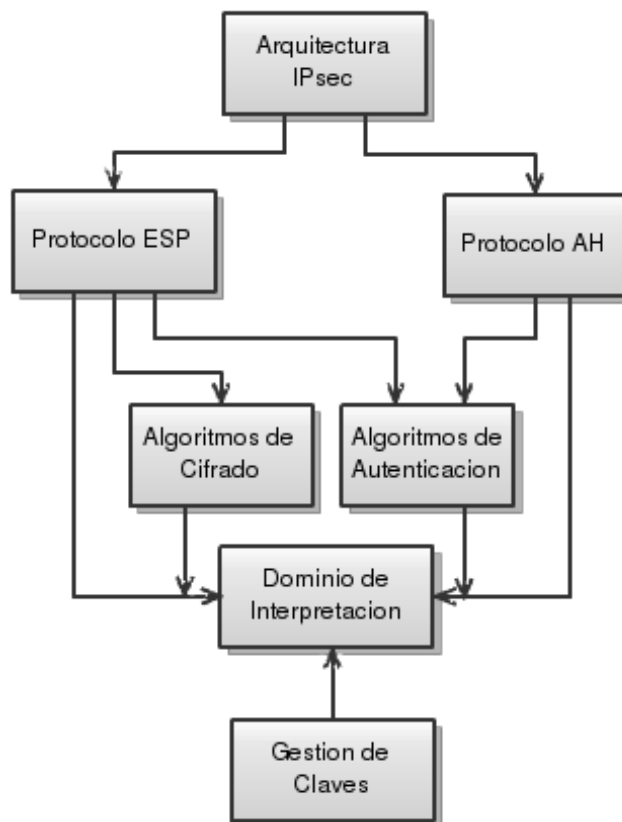 Arquitectura
IPsec
Protocolo ESP
Protocolo AH
Algoritmos de
Cifrado
Algoritmos de
Autenticacion
Dominio de
Interpretacion
Gestion de
Claves